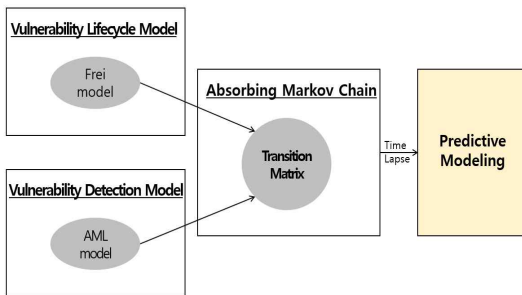 Vulnerability Lifecycle Model
Frei
model
Vulnerability Detection Model
AML
model
Absorbing Markov Chain
Transition
Matrix
Time
Lapse
Predictive
Modeling